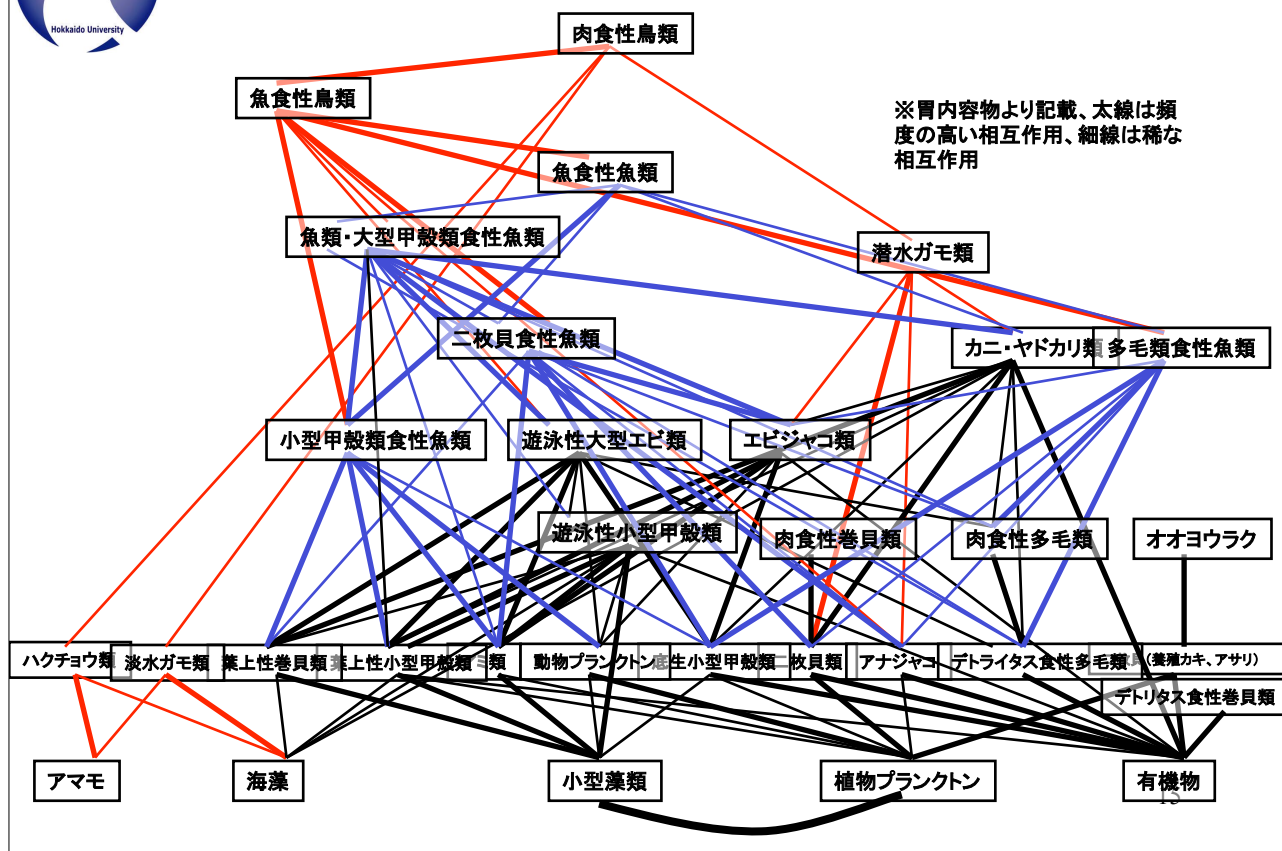 Hokkaido University
肉食性鳥類
魚食性鳥類
※胃内容物より記載、太線は頻
度の高い相互作用、細線は稀な
相互作用
魚食性魚類
魚類・大型甲殻類食性魚類
潜水ガモ類
二枚貝食性魚類
カニ・ヤドカリ類
多毛類食性魚類
小型甲殻類食性魚類
遊泳性大型エビ類
エビジャコ類
遊泳性小型甲殻類
肉食性巻貝類
肉食性多毛類
オオヨウラク
ハクチョウ類
淡水ガモ類
葉上性巻貝類
葉上性小型甲殻類
ミ類
動物プランクトン
底生小型甲殻類
二枚貝類
アナジャコ
デトライタス食性多毛類
(養殖カキ、アサリ)
デトリタス食性巻貝類
アマモ
海藻
小型藻類
植物プランクトン
有機物
15